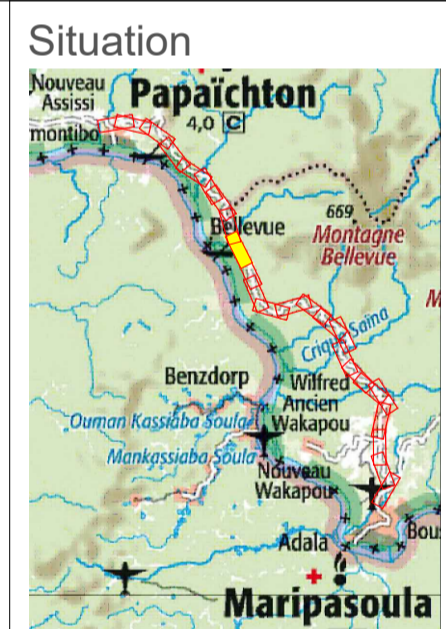 Situation
Nouveau
Assissi
Papaïchton
montibo
4,0 C
Bellevue
669
Montagne
Bellevue
M
Crique Saïna
Benzdorp
Wilfred
Ancien
Wakapou
Ouman Kassiaba Soula
Mankassiaba Soula
Nouveau
Wakapou
Adala
Bous
Maripasoula